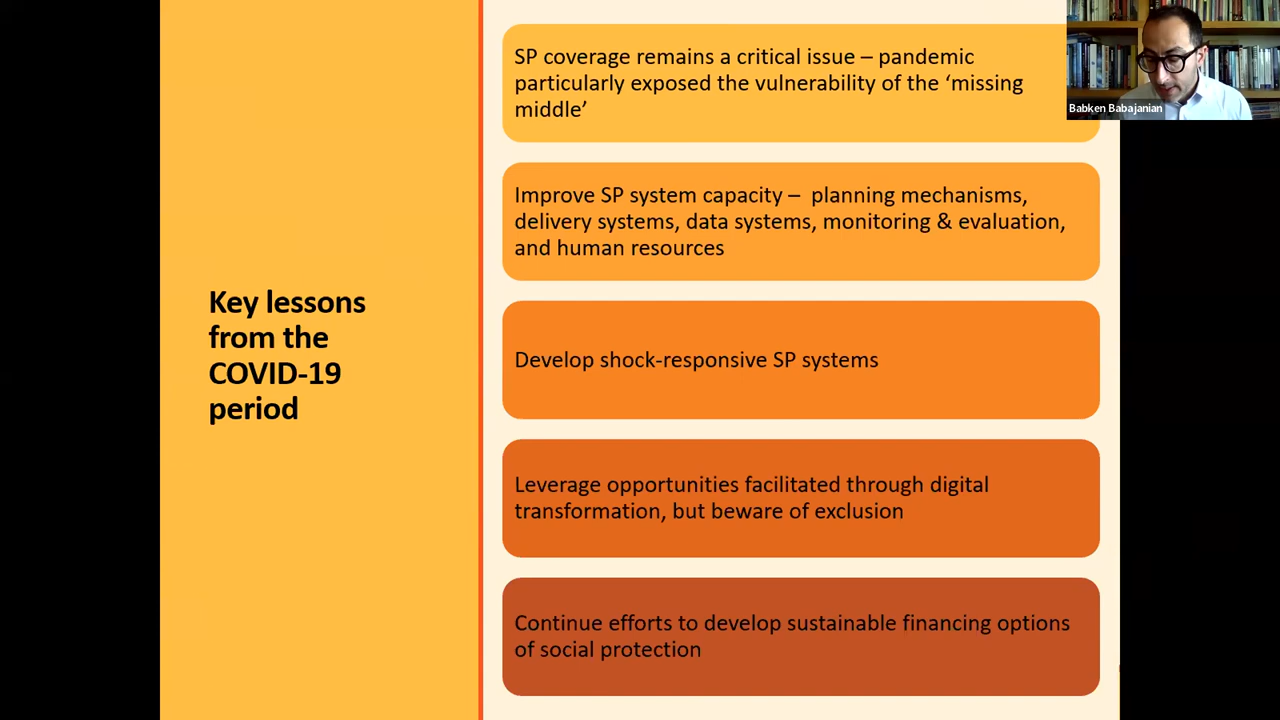 Key lessons
from the
COVID-19
period
SP coverage remains a critical issue – pandemic
particularly exposed the vulnerability of the ‘missing
middle’
Improve SP system capacity –  planning mechanisms,
delivery systems, data systems, monitoring & evaluation,
and human resources
Develop shock-responsive SP systems
Leverage opportunities facilitated through digital
transformation, but beware of exclusion
Continue efforts to develop sustainable financing options
of social protection
Babken Babajanian